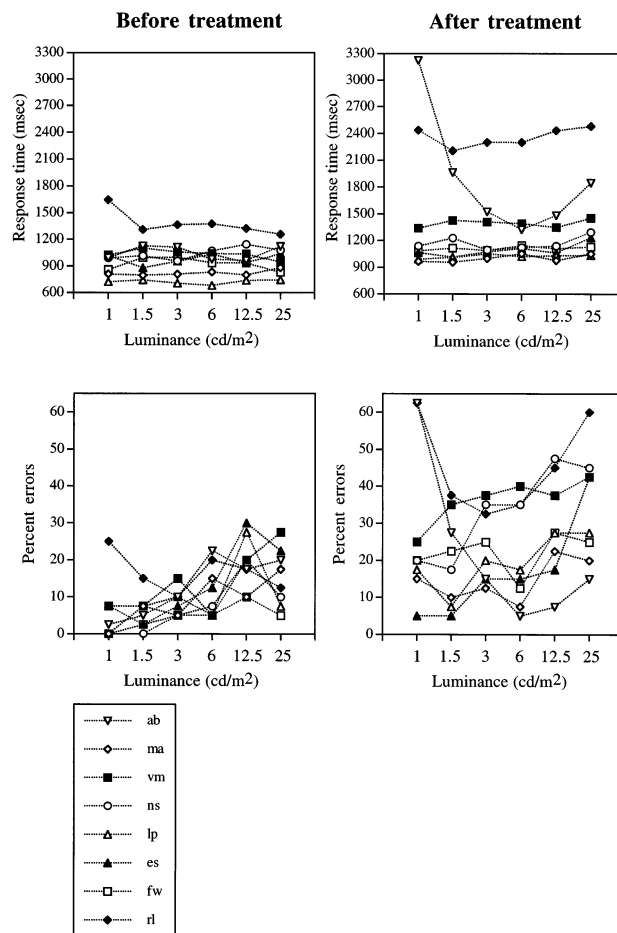 Before treatment
After treatment
Response time (msec)
3300
3000
2700
2400
2100
1800
1500
1200
900
600
1 1.5 3 6 12.5 25
Luminance (cd/m2)
Response time (msec)
3300
3000
2700
2400
2100
1800
1500
1200
900
600
1 1.5 3 6 12.5 25
Luminance (cd/m2)
Percent errors
60
50
40
30
20
10
0
1 1.5 3 6 12.5 25
Luminance (cd/m2)
Percent errors
60
50
40
30
20
10
0
1 1.5 3 6 12.5 25
Luminance (cd/m2)
ab
ma
vm
ns
lp
es
fw
rl